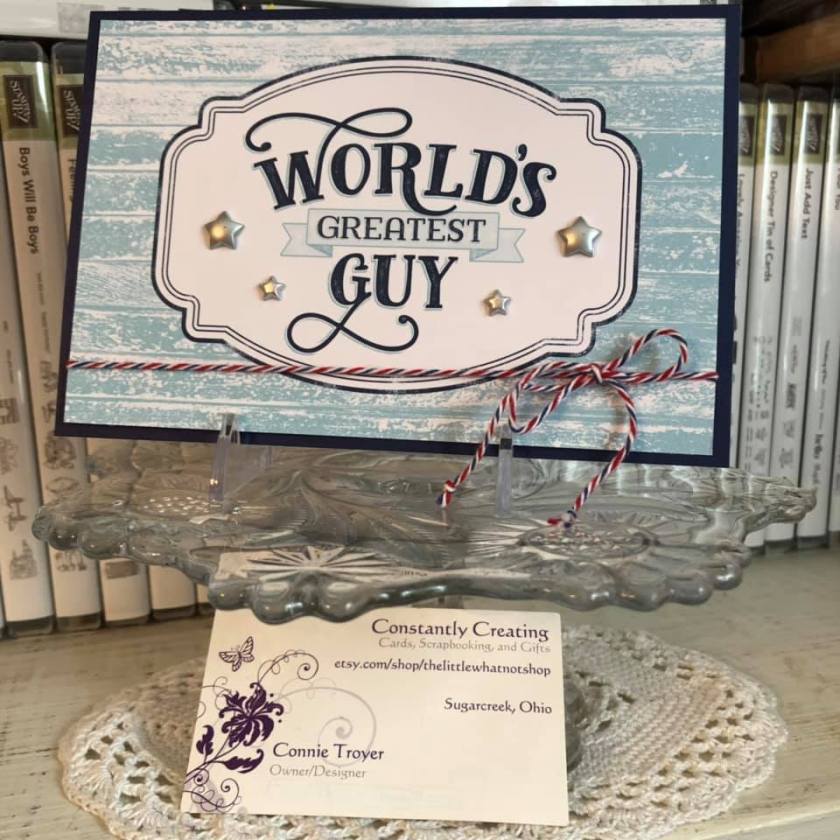 WORLD'S
GREATEST
GUY
Boys Will Be Boys
Designer Tin of Cards
Just Add Text
Constantly Creating
Cards, Scrapbooking, and Gifts
etsy.com/shop/thelittlewhatnotshop
Sugarcreek, Ohio
Connie Troyer
Owner/Designer